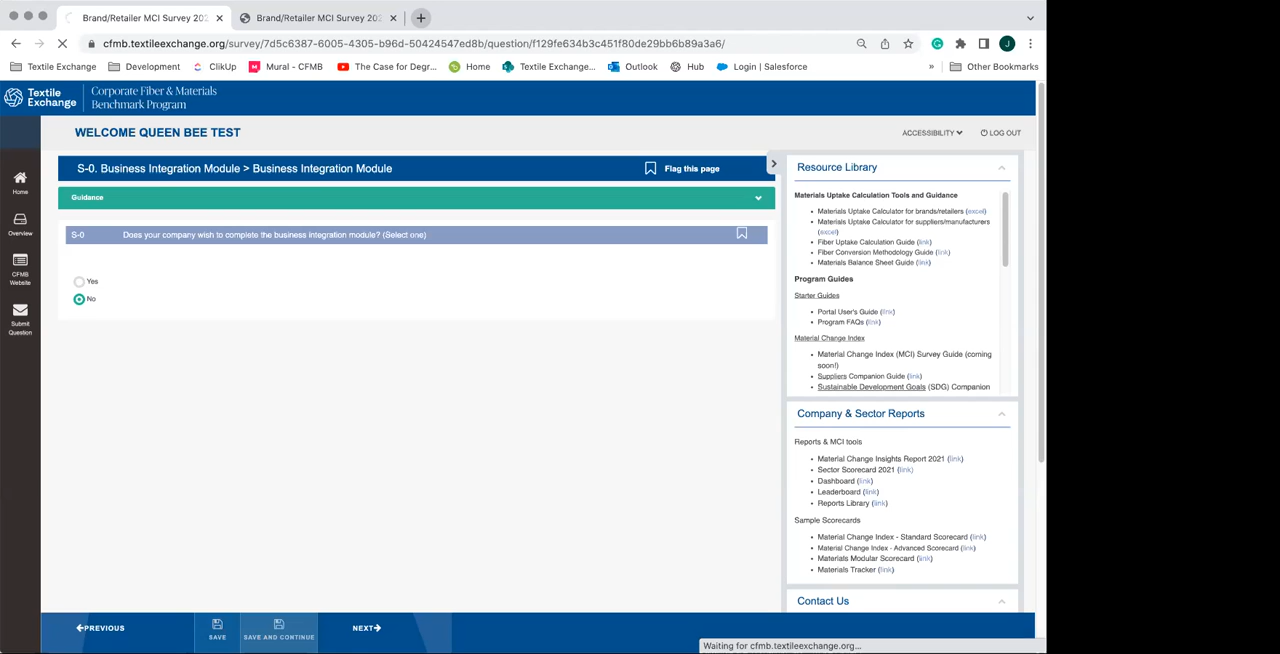 Brand/Retailer MCI Survey 202
Brand/Retailer MCI Survey 202
cfmb.textileexchange.org/survey/7d5c6387-6005-4305-b96d-50424547ed8b/question/f129fe634b3c451f80de29bb6b89a3a6/
J
Textile Exchange
Development
ClikUp
Mural - CFMB
The Case for Degr...
Home
Textile Exchange...
Outlook
Hub
Login | Salesforce
»
Other Bookmarks
Textile Exchange
Corporate Fiber & Materials
Benchmark Program
WELCOME QUEEN BEE TEST
ACCESSIBILITY
LOG OUT
Home
Overview
CFMB
Website
Submit
Question
S-0. Business Integration Module > Business Integration Module
Flag this page
Guidance
S-0 Does your company wish to complete the business integration module? (Select one)
Yes
No
Resource Library
Materials Uptake Calculation Tools and Guidance
• Materials Uptake Calculator for brands/retailers (excel)
• Materials Uptake Calculator for suppliers/manufacturers
(excel)
• Fiber Uptake Calculation Guide (link)
• Fiber Conversion Methodology Guide (link)
• Materials Balance Sheet Guide (link)
Program Guides
Starter Guides
• Portal User's Guide (link)
• Program FAQs (link)
Material Change Index
• Material Change Index (MCI) Survey Guide (coming
soon!)
• Suppliers Companion Guide (link)
• Sustainable Development Goals (SDG) Companion
Company & Sector Reports
Reports & MCI tools
• Material Change Insights Report 2021 (link)
• Sector Scorecard 2021 (link)
• Dashboard (link)
• Leaderboard (link)
• Reports Library (link)
Sample Scorecards
• Material Change Index - Standard Scorecard (link)
• Material Change Index - Advanced Scorecard (link)
• Materials Modular Scorecard (link)
• Materials Tracker (link)
Contact Us
PREVIOUS
SAVE
SAVE AND CONTINUE
NEXT
Waiting for cfmb.textileexchange.org...